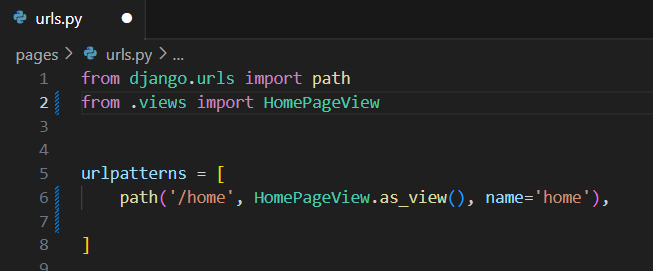 urls.py
pages > urls.py > ...
1 from django.urls import path
2 from .views import HomePageView
3
4
5 urlpatterns = [
6     path('/home', HomePageView.as_view(), name='home'),
7
8 ]
9